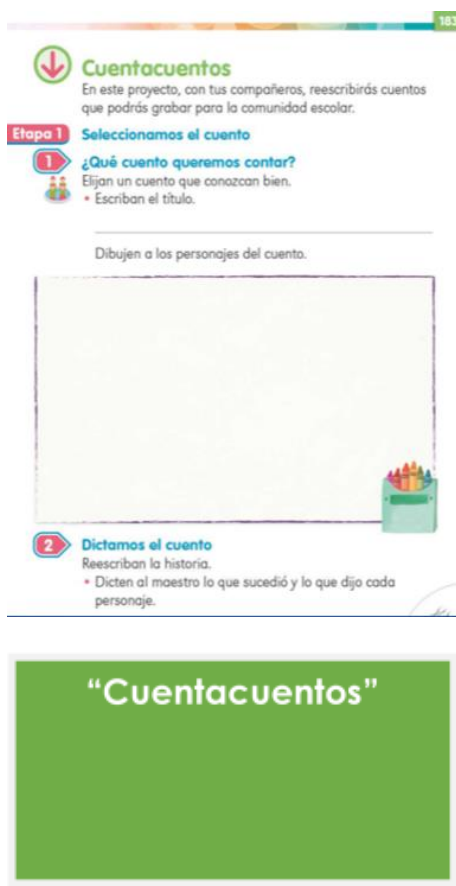 183
Cuentacuentos
En este proyecto, con tus compañeros, reescribirás cuentos
que podrás grabar para la comunidad escolar.
Etapa 1 Seleccionamos el cuento
1 ¿Qué cuento queremos contar?
Elijan un cuento que conozcan bien.
• Escriban el título.
Dibujen a los personajes del cuento.
2 Dictamos el cuento
Reescriban la historia.
• Dicten al maestro lo que sucedió y lo que dijo cada
personaje.
“Cuentacuentos”